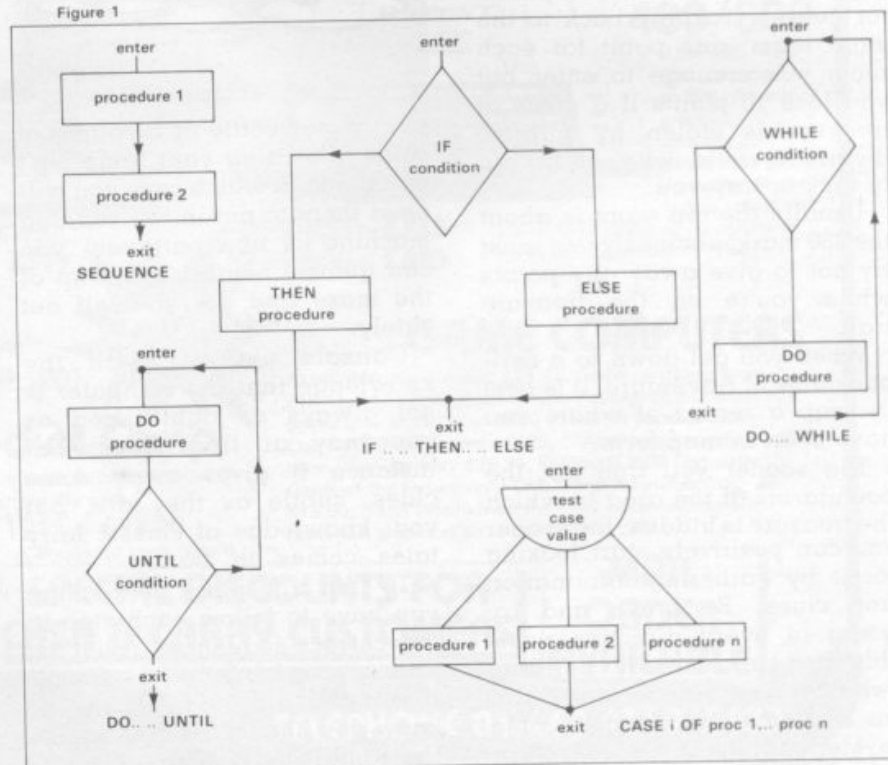 Figure 1
enter
procedure 1
procedure 2
exit
SEQUENCE
enter
IF
condition
THEN
procedure
ELSE
procedure
exit
IF .. .. THEN.. .. ELSE
enter
WHILE
condition
DO
procedure
exit
DO.. .. WHILE
enter
DO
procedure
UNTIL
condition
exit
DO.. .. UNTIL
enter
test
case
value
procedure 1
procedure 2
procedure n
exit
CASE i OF proc 1... proc n